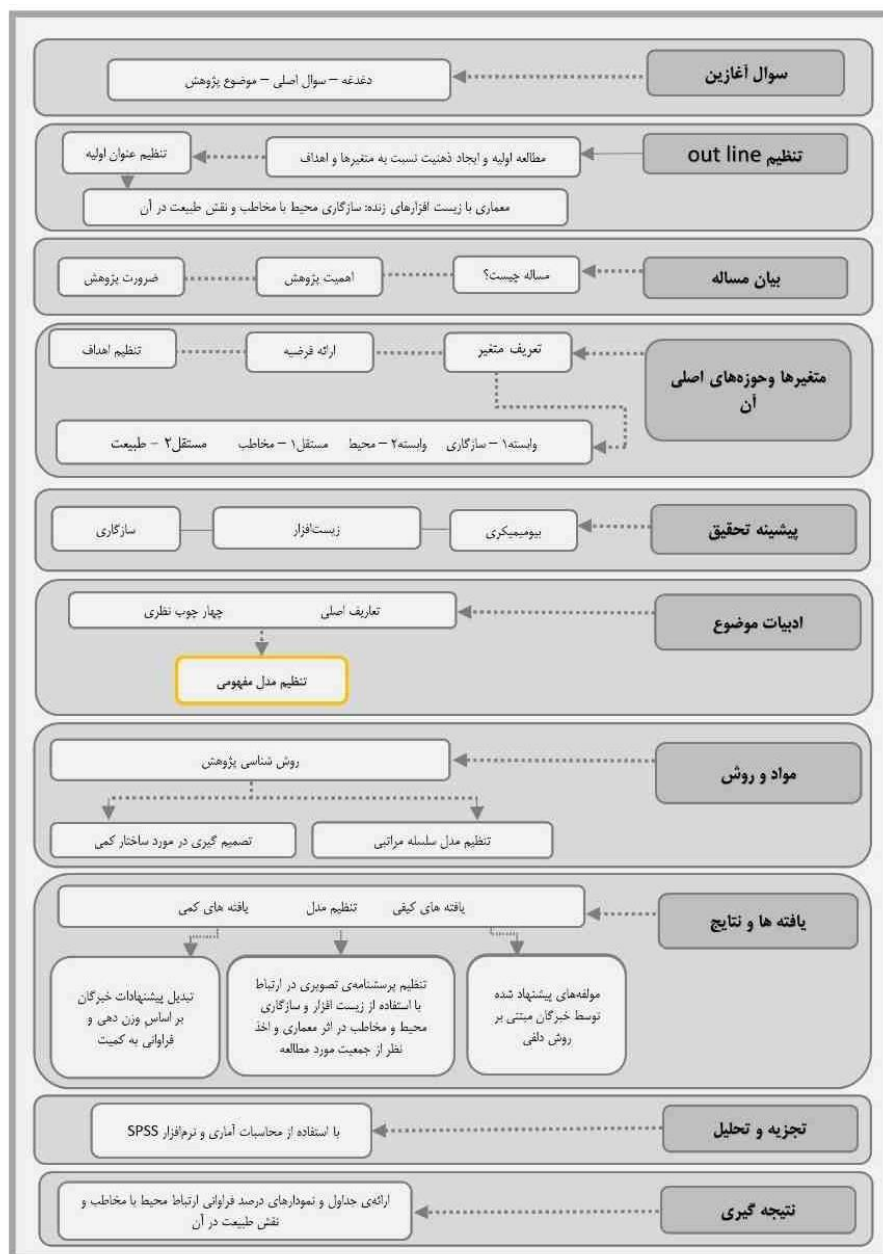 سوال آغازین
دغدغه – سوال اصلی – موضوع پژوهش
تنظیم out line
مطالعه اولیه و ایجاد ذهنیت نسبت به متغیرها و اهداف
تنظیم عنوان اولیه
معماری با زیست افزارهای زنده: سازگاری محیط با مخاطب و نقش طبیعت در آن
بیان مساله
مساله چیست؟
اهمیت پژوهش
ضرورت پژوهش
متغیرها وحوزه‌های اصلی
آن
تعریف متغیر
ارائه فرضیه
تنظیم اهداف
وابسته۱ – سازگاری وابسته۲ – محیط مستقل۱ – مخاطب مستقل۲ - طبیعت
پیشینه تحقیق
بیومیمیکری
زیست‌افزار
سازگاری
ادبیات موضوع
تعاریف اصلی چهار چوب نظری
تنظیم مدل مفهومی
مواد و روش
روش شناسی پژوهش
تنظیم مدل سلسله مراتبی
تصمیم گیری در مورد ساختار کمی
یافته ها و نتایج
یافته های کیفی تنظیم مدل یافته های کمی
مولفه‌های پیشنهاد شده
توسط خبرگان مبتنی بر
روش دلفی
تنظیم پرسشنامه‌ی تصویری در ارتباط
با استفاده از زیست افزار و سازگاری
محیط و مخاطب در اثر معماری و اخذ
نظر از جمعیت مورد مطالعه
تبدیل پیشنهادات خبرگان
بر اساس وزن دهی و
فراوانی به کمیت
تجزیه و تحلیل
با استفاده از محاسبات آماری و نرم‌افزار SPSS
نتیجه گیری
ارائه‌ی جداول و نمودارهای درصد فراوانی ارتباط محیط با مخاطب و
نقش طبیعت در آن